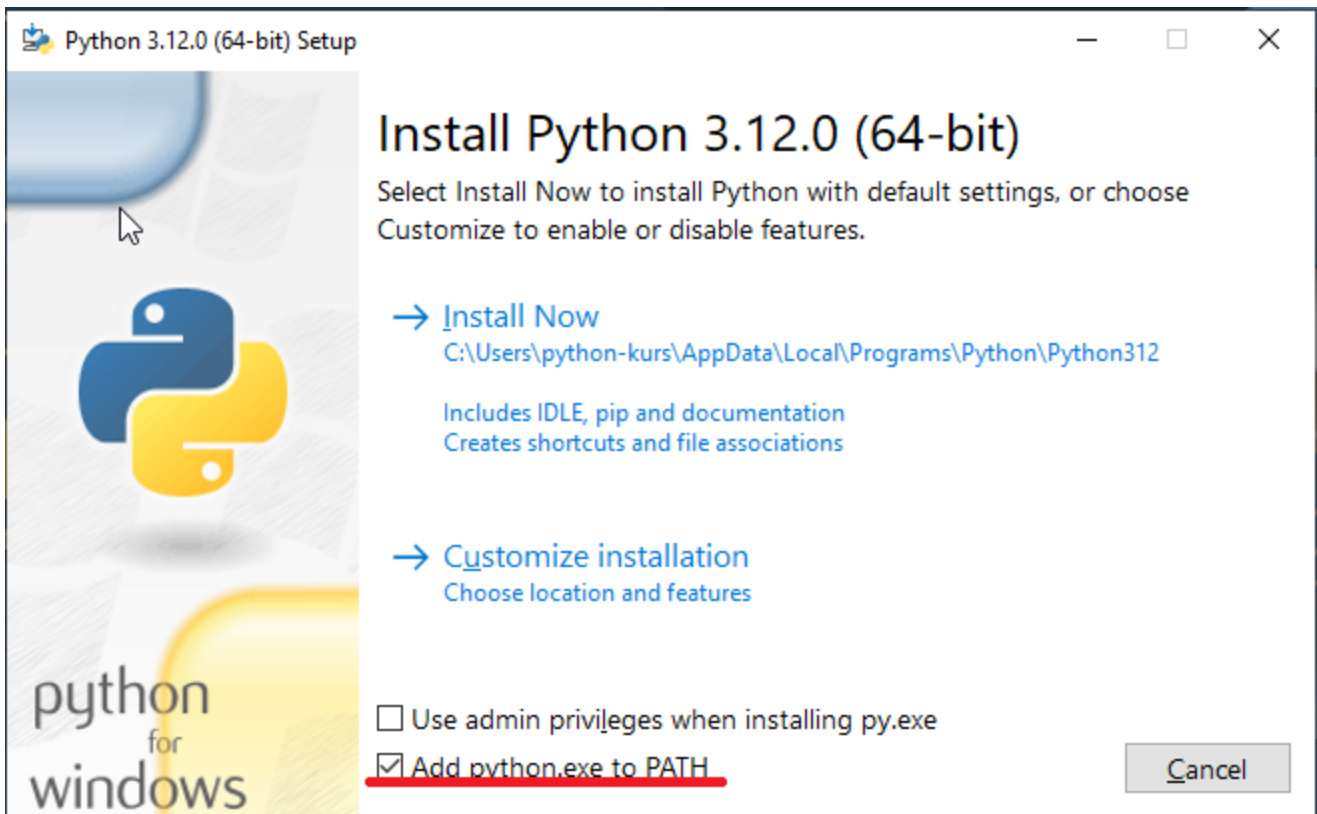 Python 3.12.0 (64-bit) Setup
Install Python 3.12.0 (64-bit)
Select Install Now to install Python with default settings, or choose
Customize to enable or disable features.
Install Now
C:\Users\python-kurs\AppData\Local\Programs\Python\Python312
Includes IDLE, pip and documentation
Creates shortcuts and file associations
Customize installation
Choose location and features
Use admin privileges when installing py.exe
Add python.exe to PATH
Cancel
python
for
windows